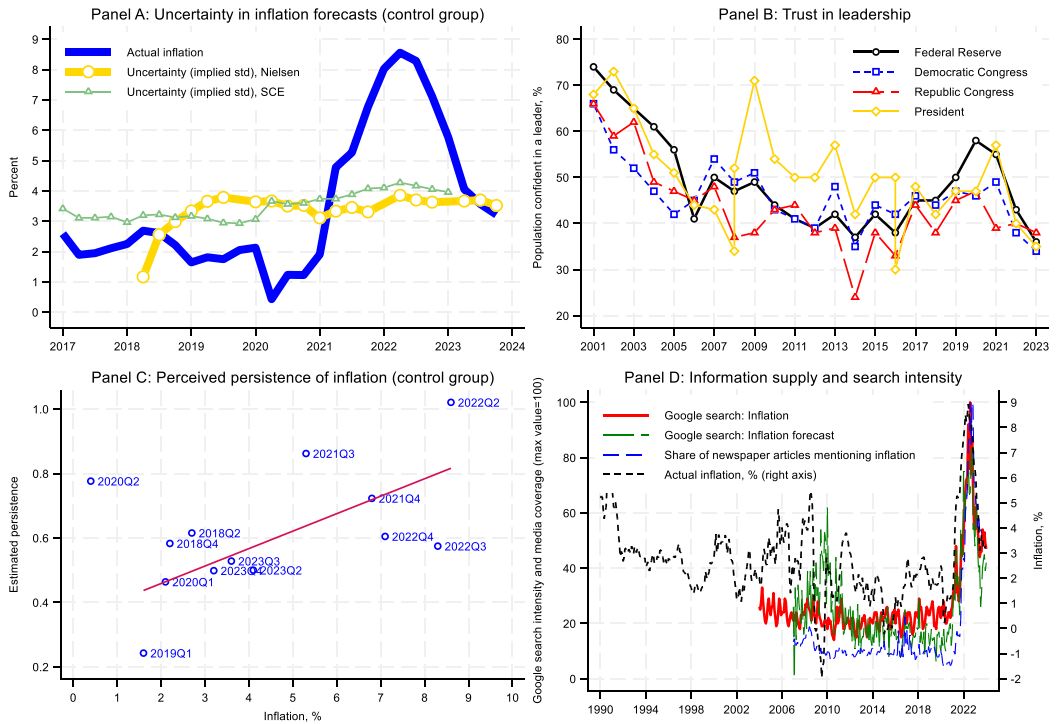 Panel A: Uncertainty in inflation forecasts (control group)
Actual inflation
Uncertainty (implied std), Nielsen
Uncertainty (implied std), SCE
Percent
9
8
7
6
5
4
3
2
1
0
2017 2018 2019 2020 2021 2022 2023 2024
Panel B: Trust in leadership
Federal Reserve
Democratic Congress
Republic Congress
President
Population confident in a leader, %
80
70
60
50
40
30
20
2001 2003 2005 2007 2009 2011 2013 2015 2017 2019 2021 2023
Panel C: Perceived persistence of inflation (control group)
Estimated persistence
1.0
0.8
0.6
0.4
0.2
2022Q2
2021Q3
2020Q2
2021Q4
2018Q2
2022Q4
2018Q4
2022Q3
2023Q3
2023Q4
2023Q2
2020Q1
2019Q1
0 1 2 3 4 5 6 7 8 9 10
Inflation, %
Panel D: Information supply and search intensity
Google search: Inflation
Google search: Inflation forecast
Share of newspaper articles mentioning inflation
Actual inflation, % (right axis)
Google search intensity and media coverage (max value=100)
100
80
60
40
20
0
Inflation, %
9
8
7
6
5
4
3
2
1
0
-1
-2
1990 1994 1998 2002 2006 2010 2014 2018 2022